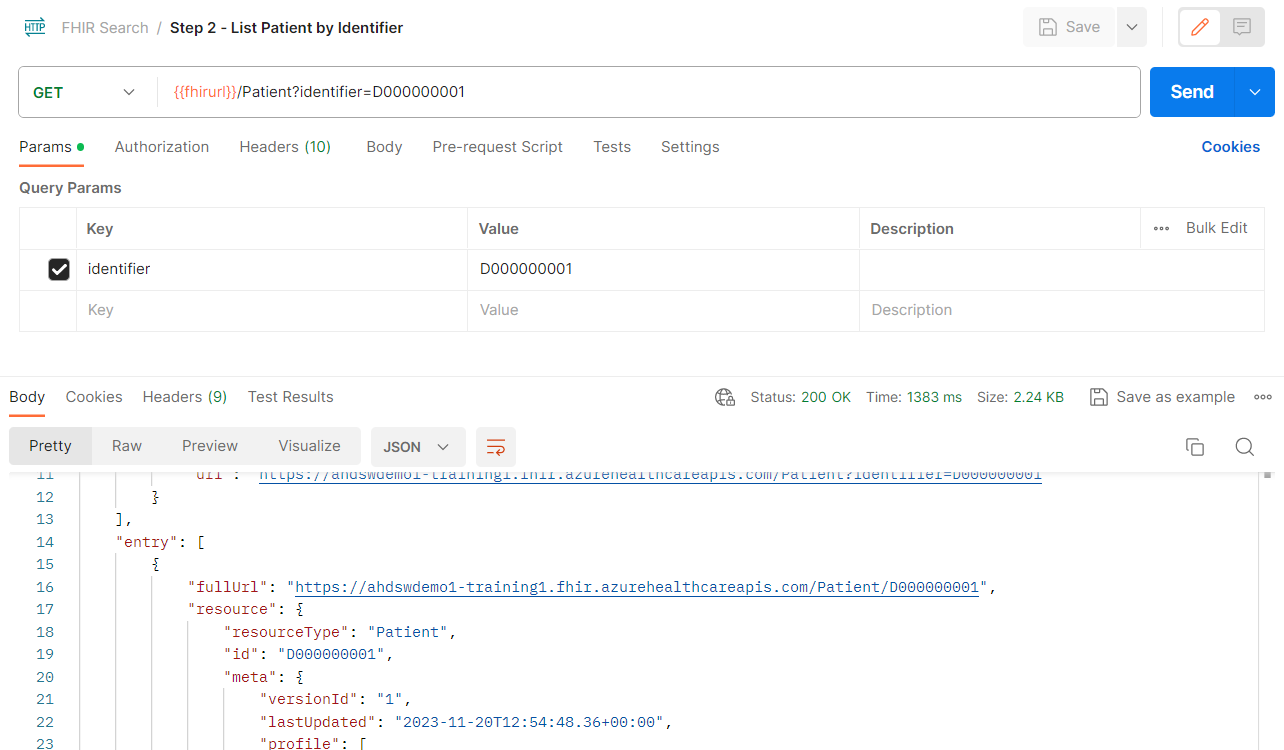 HTTP FHIR Search / Step 2 - List Patient by Identifier Save
GET {{fhirurl}}/Patient?identifier=D000000001 Send
Params Authorization Headers (10) Body Pre-request Script Tests Settings Cookies
Query Params
Key Value Description Bulk Edit
identifier D000000001
Key Value Description
Body Cookies Headers (9) Test Results Status: 200 OK Time: 1383 ms Size: 2.24 KB Save as example
Pretty Raw Preview Visualize JSON
11 "url": "https://ahdswdemo1-training1.fhir.azurehealthcareapis.com/Patient?identifier=D000000001
12 }
13 ],
14 "entry": [
15 {
16 "fullUrl": "https://ahdswdemo1-training1.fhir.azurehealthcareapis.com/Patient/D000000001",
17 "resource": {
18 "resourceType": "Patient",
19 "id": "D000000001",
20 "meta": {
21 "versionId": "1",
22 "lastUpdated": "2023-11-20T12:54:48.36+00:00",
23 "profile": [